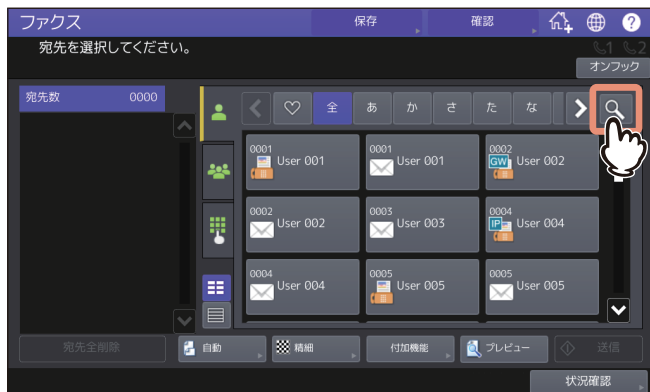 ファクス 保存 確認 ?
宛先を選択してください。 1 2
オンフック
宛先数 0000
全 あ か さ た な
0001 User 001 0001 User 001 0002 GW User 002
0002 User 002 0003 User 003 0004 IP User 004
0004 User 004 0005 User 005 0005 User 005
宛先全削除 自動 精細 付加機能 プレビュー 送信
状況確認